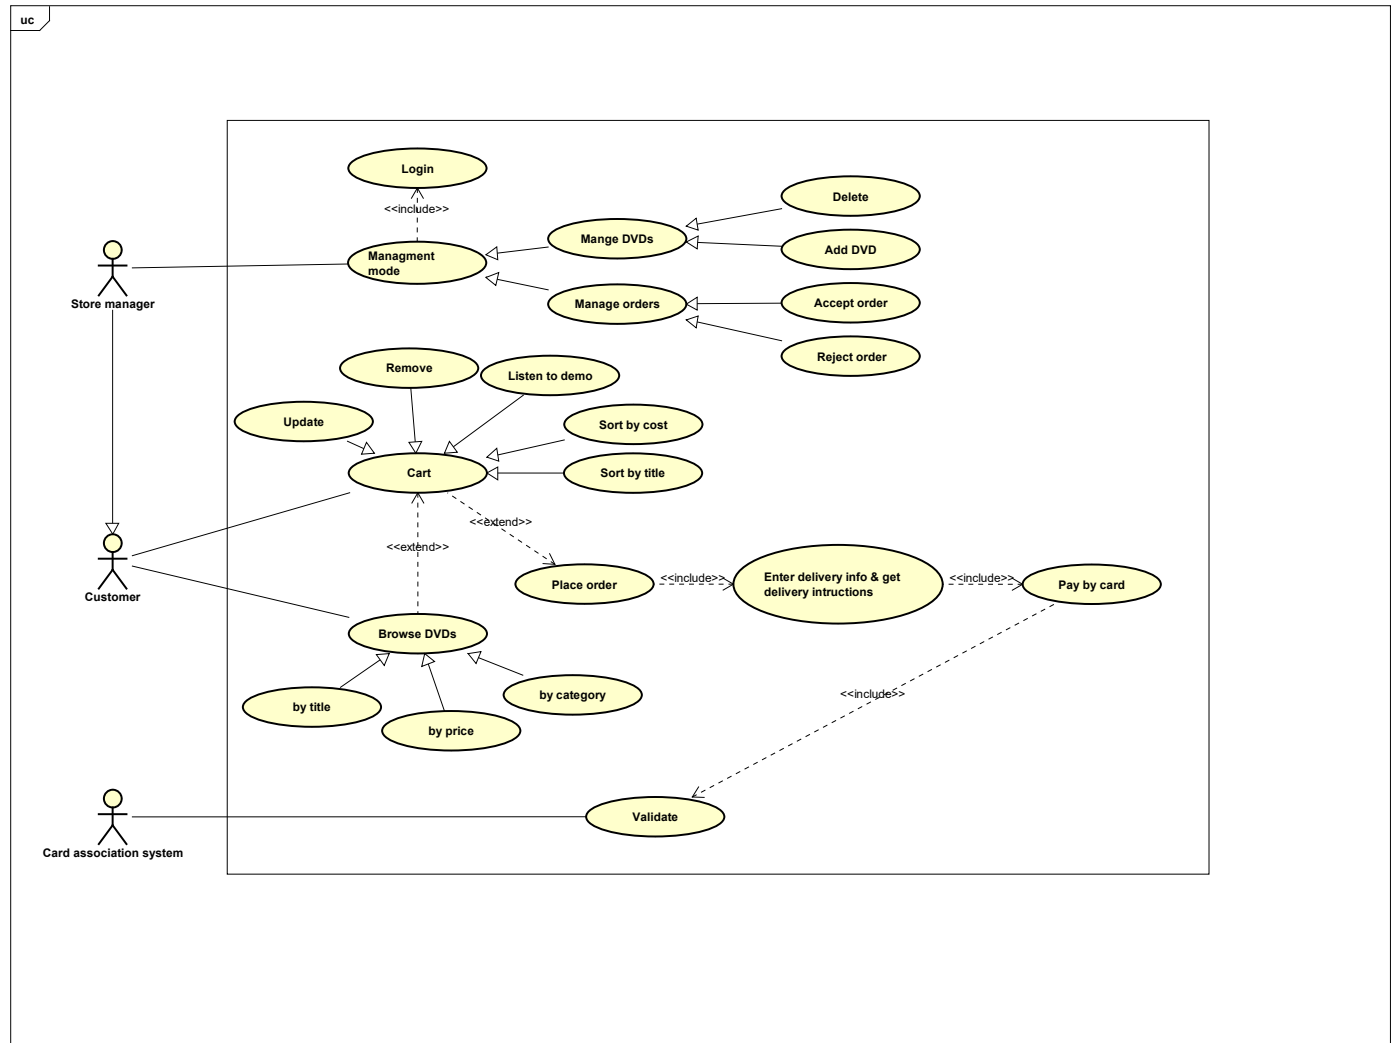 uc
Login
<<include>>
Delete
Mange DVDs
Add DVD
Managment
mode
Store manager
Manage orders
Accept order
Reject order
Remove
Listen to demo
Update
Sort by cost
Cart
Sort by title
<<extend>>
<<extend>>
Customer
Place order
<<include>>
Enter delivery info & get
delivery intructions
<<include>>
Pay by card
Browse DVDs
by title
by price
by category
<<include>>
Validate
Card association system